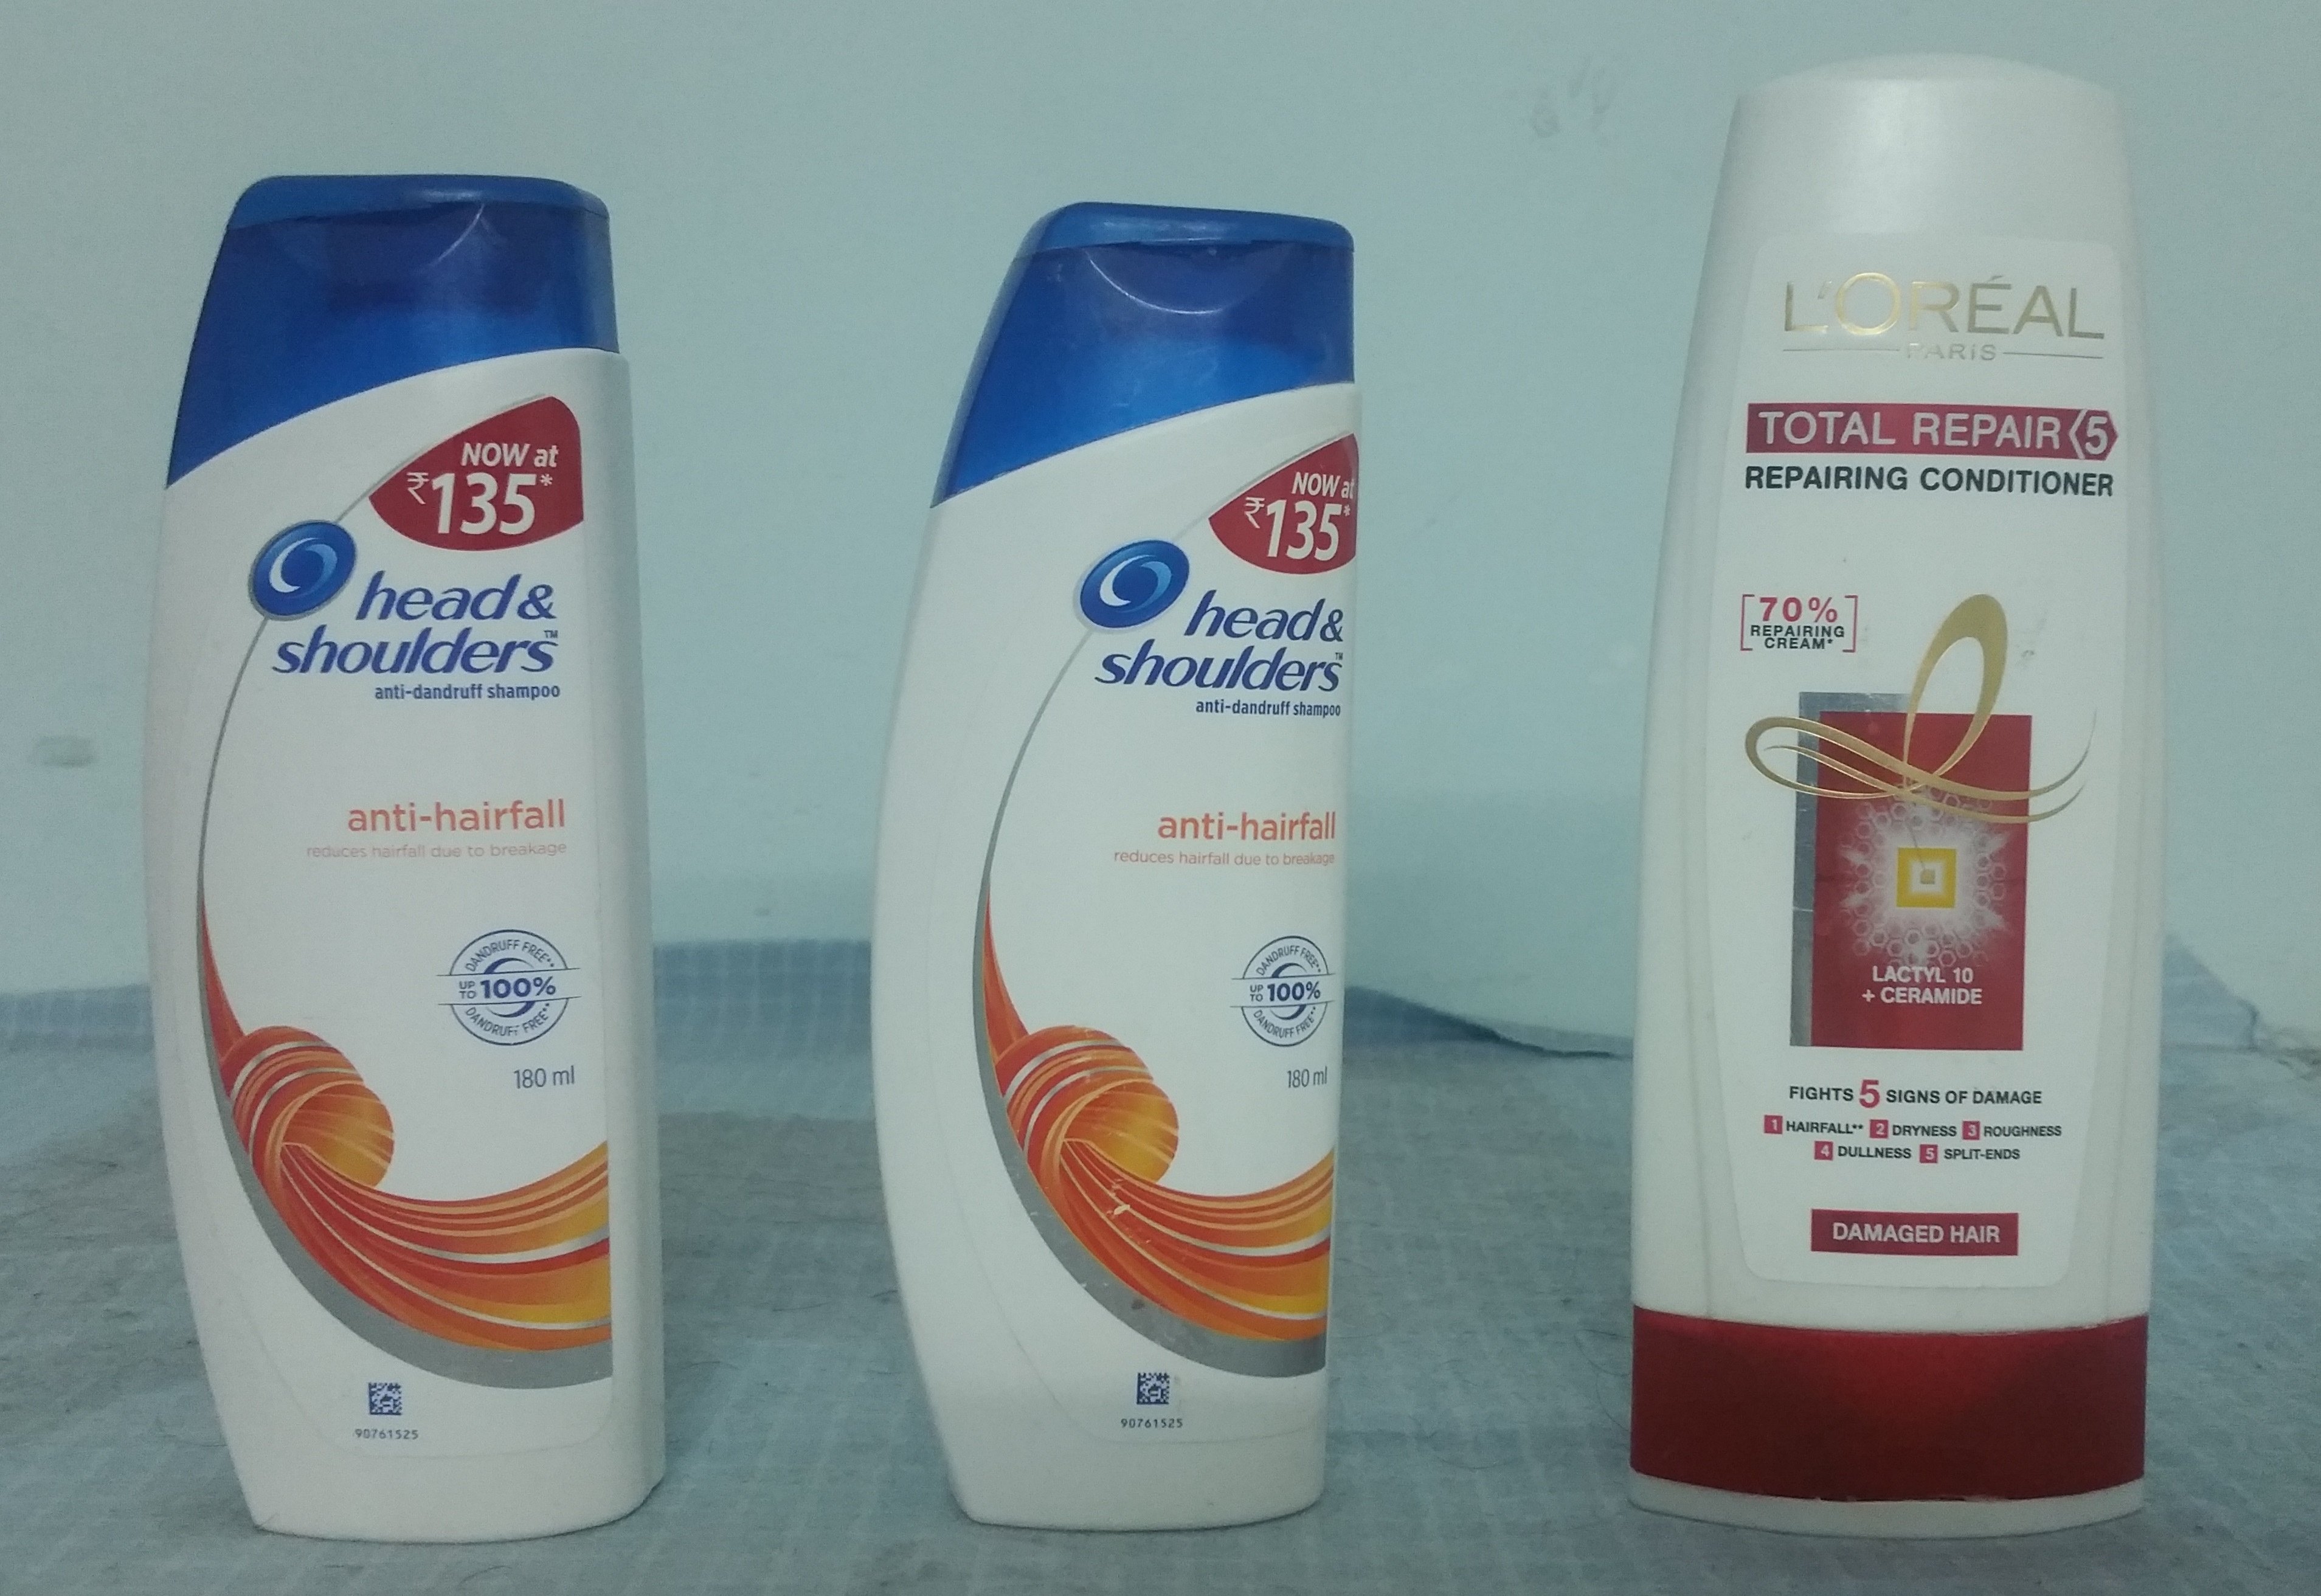 NOW at
₹135*
head &
shoulders™
anti-dandruff shampoo
anti-hairfall
reduces hairfall due to breakage
DANDRUFF FREE**
UP TO 100%
DANDRUFF FREE**
180 ml
90761525
NOW at
₹135*
head &
shoulders™
anti-dandruff shampoo
anti-hairfall
reduces hairfall due to breakage
DANDRUFF FREE**
UP TO 100%
DANDRUFF FREE**
180 ml
90761525
L'ORÉAL
PARIS
TOTAL REPAIR 5
REPAIRING CONDITIONER
70%
REPAIRING
CREAM*
LACTYL 10
+ CERAMIDE
FIGHTS 5 SIGNS OF DAMAGE
1 HAIRFALL** 2 DRYNESS 3 ROUGHNESS
4 DULLNESS 5 SPLIT-ENDS
DAMAGED HAIR